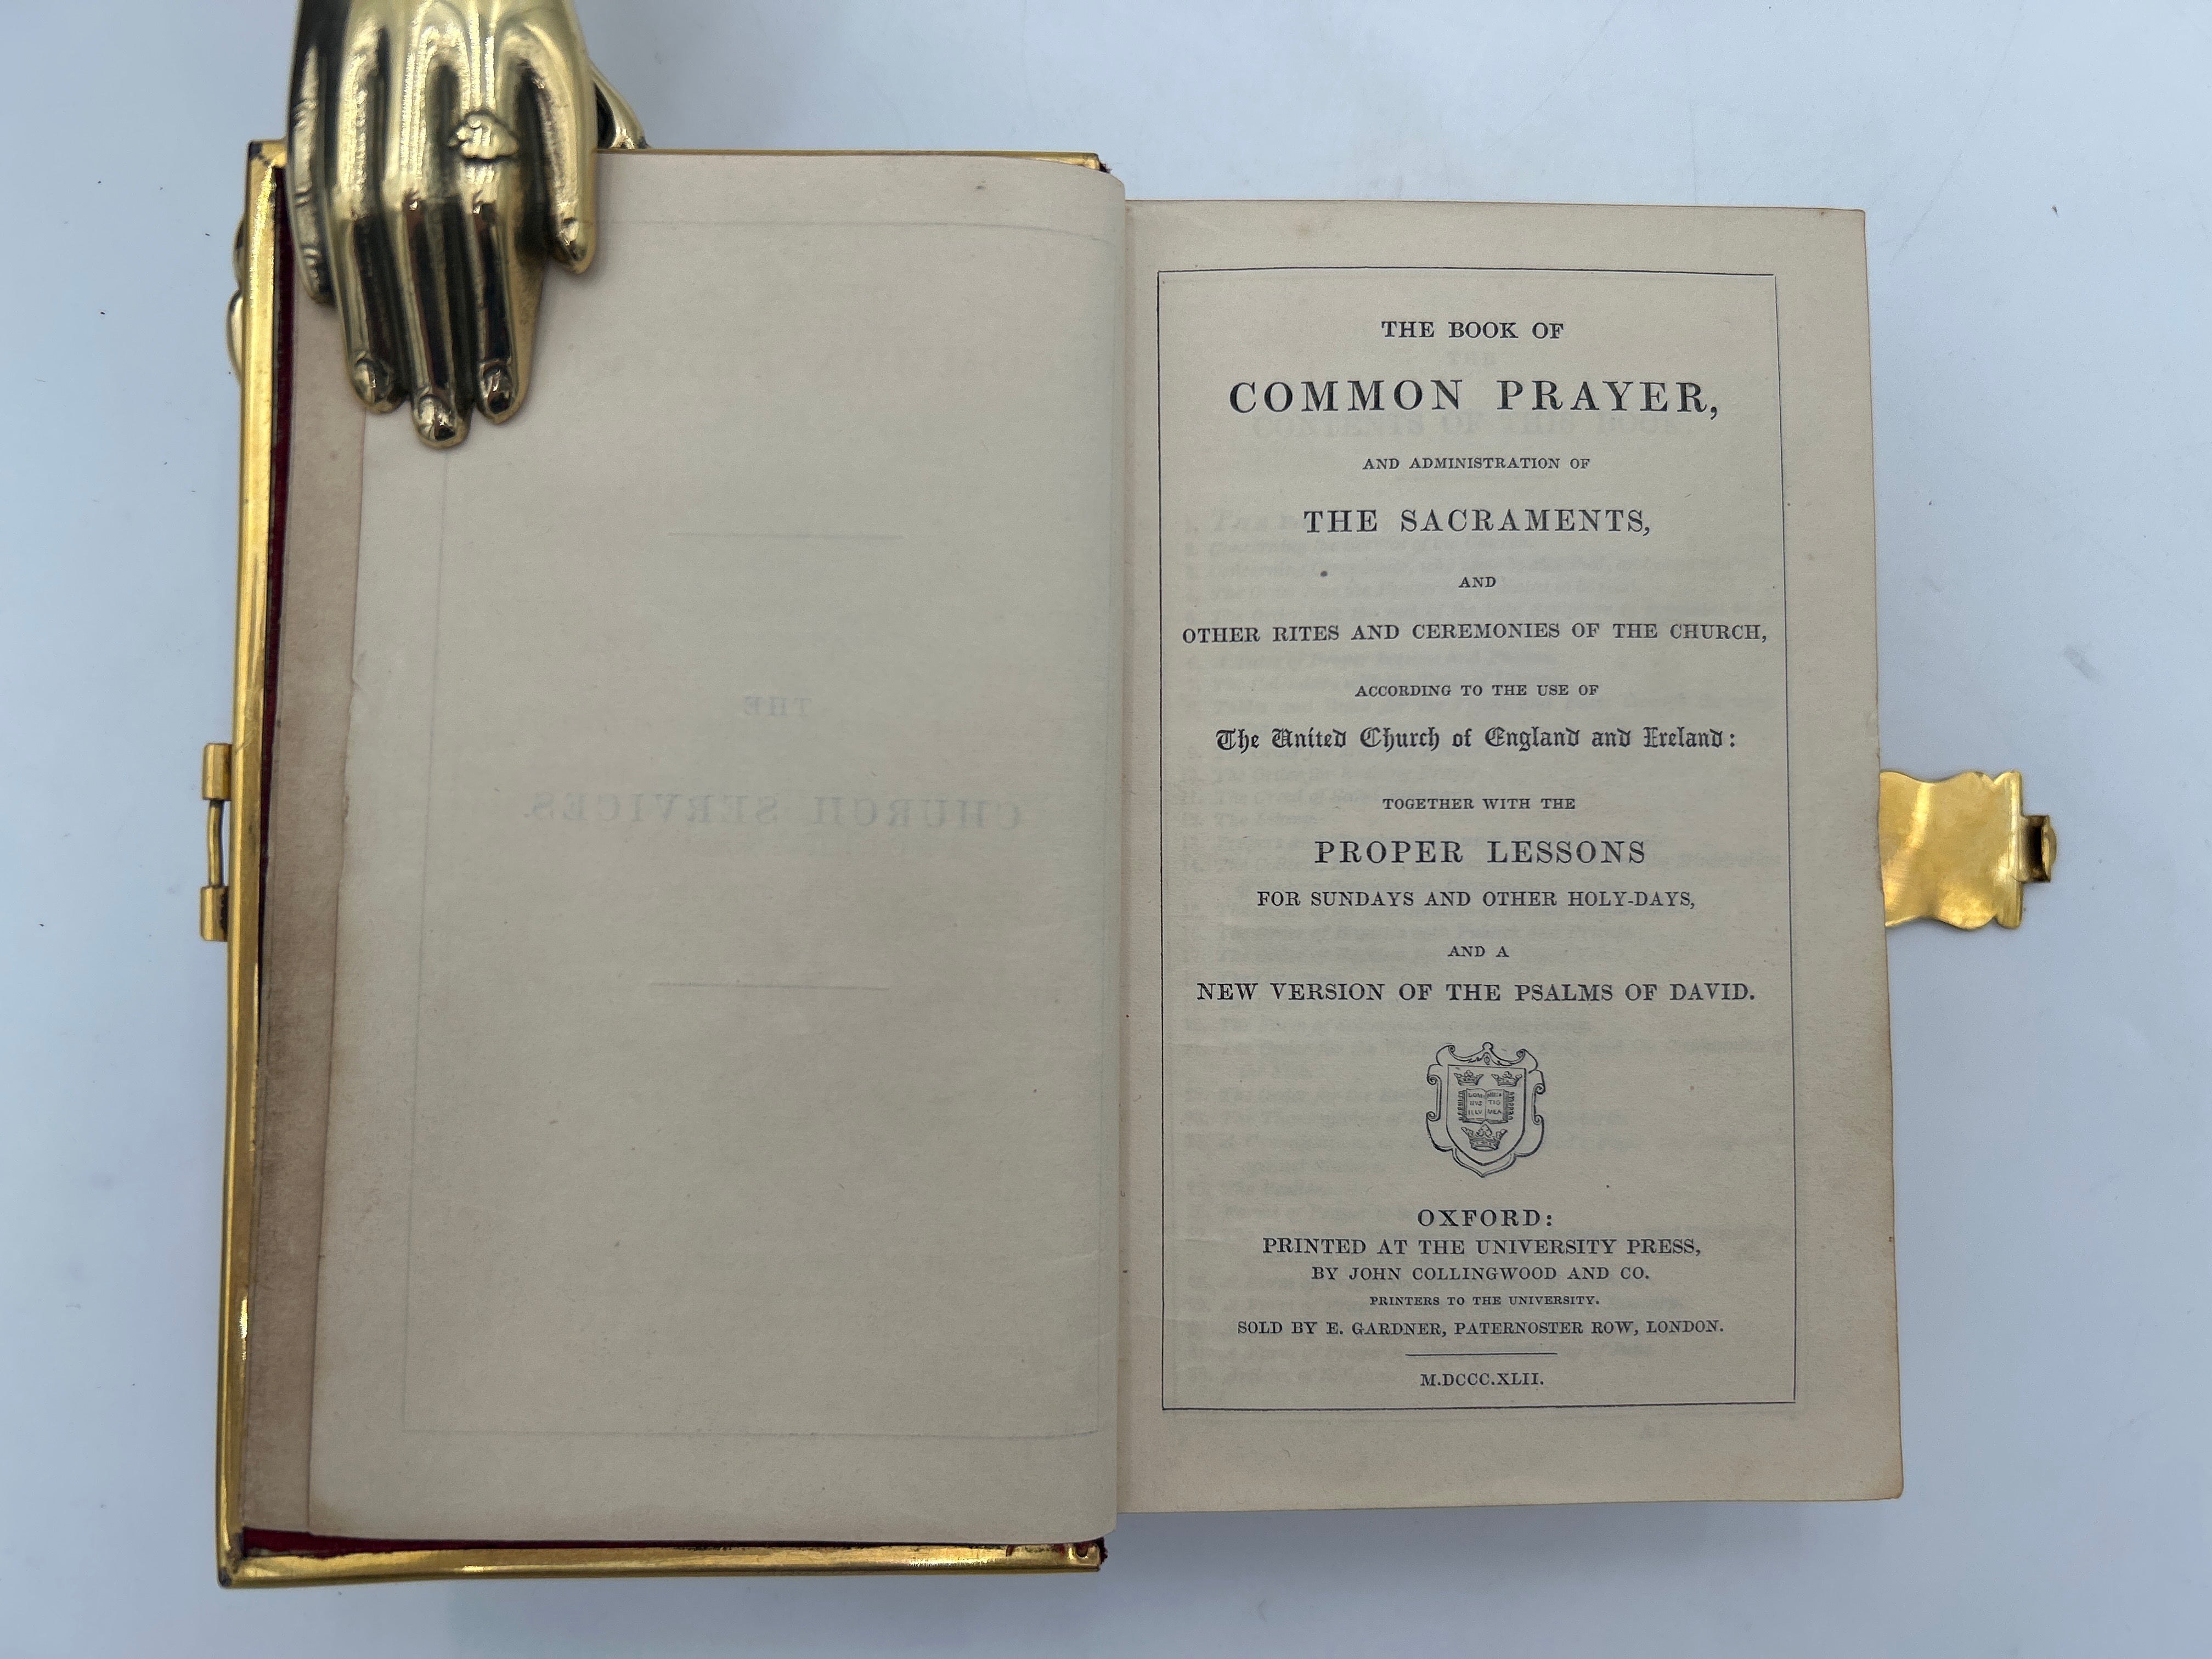 THE
CHURCH SERVICES.
THE BOOK OF
COMMON PRAYER,
AND ADMINISTRATION OF
THE SACRAMENTS,
AND
OTHER RITES AND CEREMONIES OF THE CHURCH,
ACCORDING TO THE USE OF
The United Church of England and Ireland:
TOGETHER WITH THE
PROPER LESSONS
FOR SUNDAYS AND OTHER HOLY-DAYS,
AND A
NEW VERSION OF THE PSALMS OF DAVID.
OXFORD:
PRINTED AT THE UNIVERSITY PRESS,
BY JOHN COLLINGWOOD AND CO.
PRINTERS TO THE UNIVERSITY.
SOLD BY E. GARDNER, PATERNOSTER ROW, LONDON.
M.DCCC.XLII.